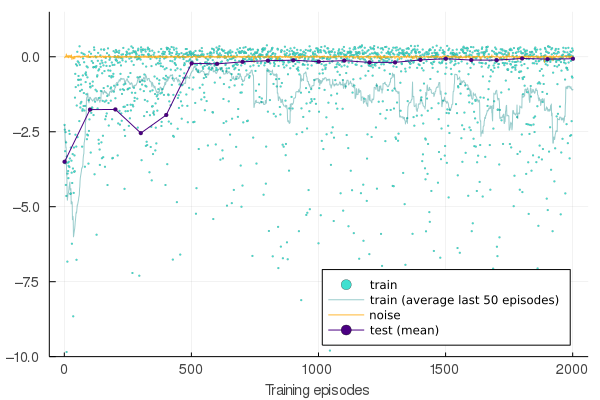 0.0
−2.5
−5.0
−7.5
−10.0
train
train (average last 50 episodes)
noise
test (mean)
0 500 1000 1500 2000
Training episodes